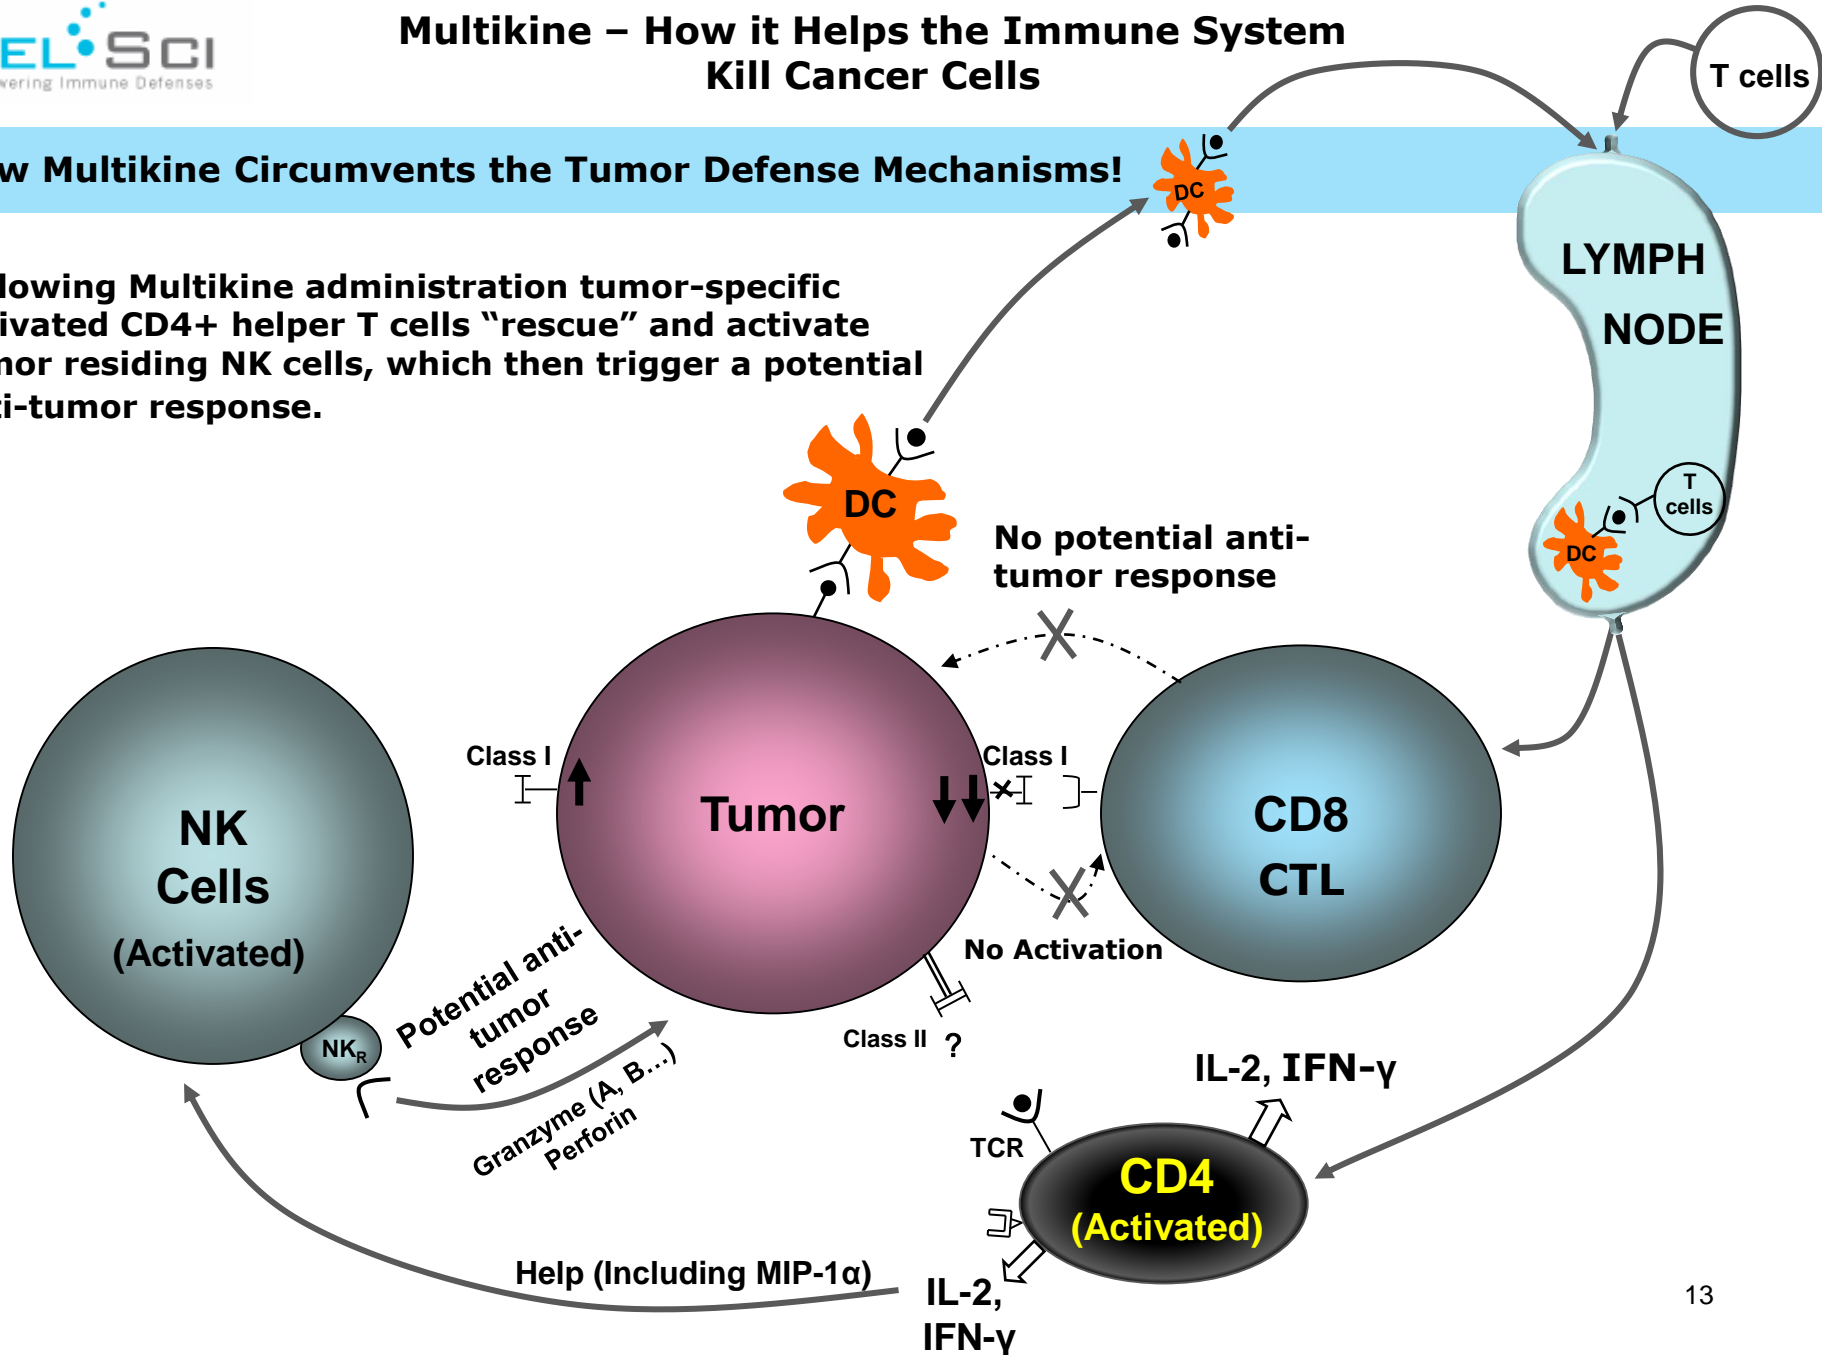 EL SCI
wering Immune Defenses
Multikine – How it Helps the Immune System
Kill Cancer Cells
T cells
w Multikine Circumvents the Tumor Defense Mechanisms!
DC
LYMPH
NODE
lowing Multikine administration tumor-specific
ivated CD4+ helper T cells “rescue” and activate
mor residing NK cells, which then trigger a potential
ti-tumor response.
DC
T
cells
DC
No potential anti-
tumor response
Class I
Class I
Tumor
NK
Cells
(Activated)
CD8
CTL
No Activation
NKR
Potential anti-
tumor
response
Granzyme (A, B…)
Perforin
Class II ?
IL-2, IFN-γ
TCR
CD4
(Activated)
Help (Including MIP-1α)
IL-2,
IFN-γ
13